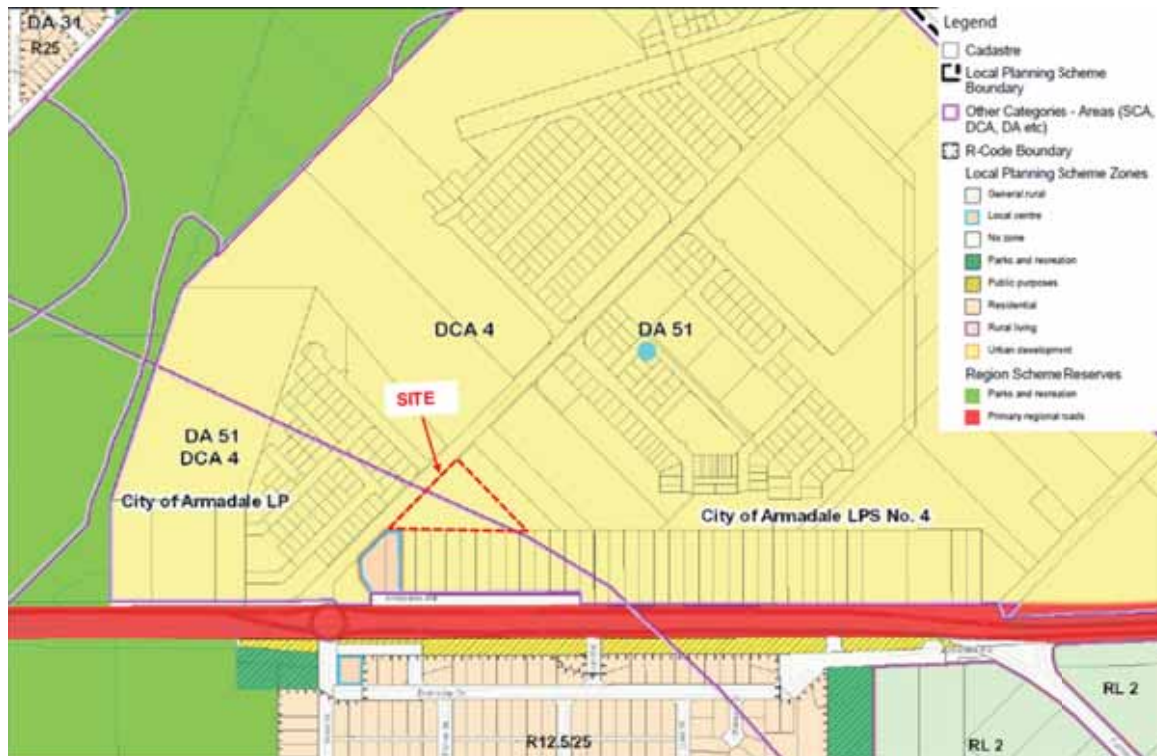 DA 31
R25
DCA 4
DA 51
SITE
DA 51
DCA 4
City of Armadale LP
City of Armadale LPS No. 4
R12.5/25
RL 2
RL 2
Legend
Cadastre
Local Planning Scheme
Boundary
Other Categories - Areas (SCA,
DCA, DA etc)
R-Code Boundary
Local Planning Scheme Zones
General rural
Local centre
No zone
Parks and recreation
Public purposes
Residential
Rural living
Urban development
Region Scheme Reserves
Parks and recreation
Primary regional roads